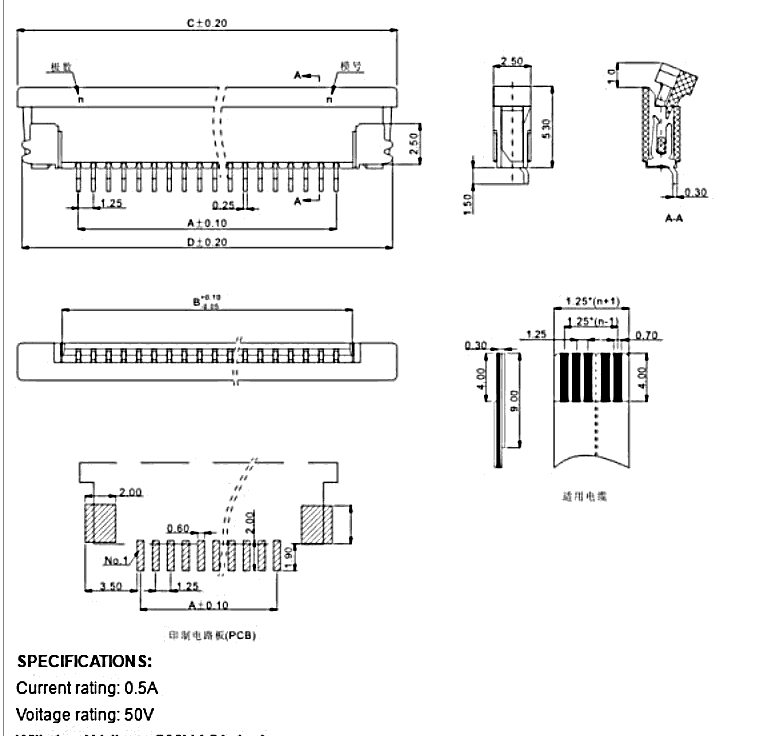 C±0.20
极数
模号
A
n
n
2.50
1.0
2.50
5.30
1.50
0.30
A-A
1.25
0.25
A
A±0.10
D±0.20
B+0.10 -0.05
1.25*(n+1)
1.25*(n-1)
1.25
0.70
0.30
4.00
9.00
4.00
适用电缆
2.00
0.60
2.00
No.1
1.90
3.50
1.25
A±0.10
印制电路板(PCB)
SPECIFICATIONS:
Current rating: 0.5A
Voitage rating: 50V